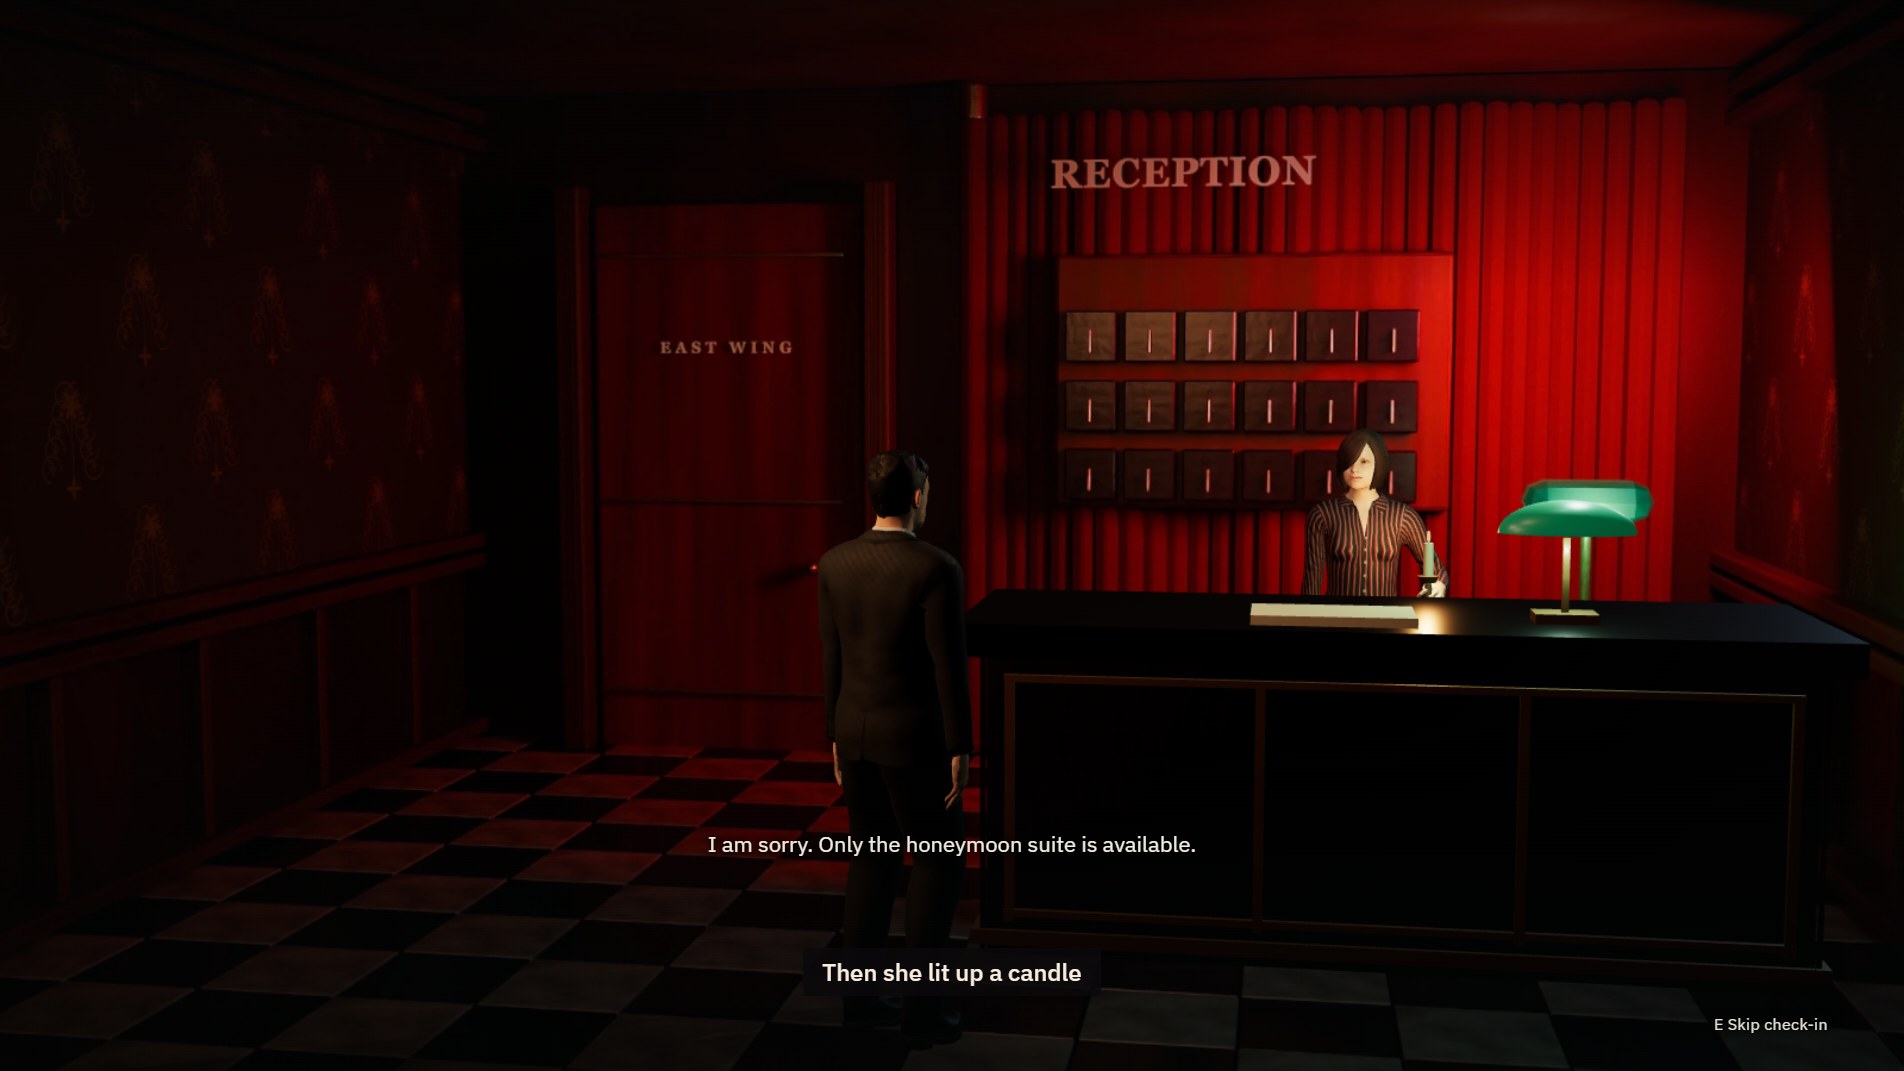 RECEPTION
EAST WING
I am sorry. Only the honeymoon suite is available.
Then she lit up a candle
E Skip check-in